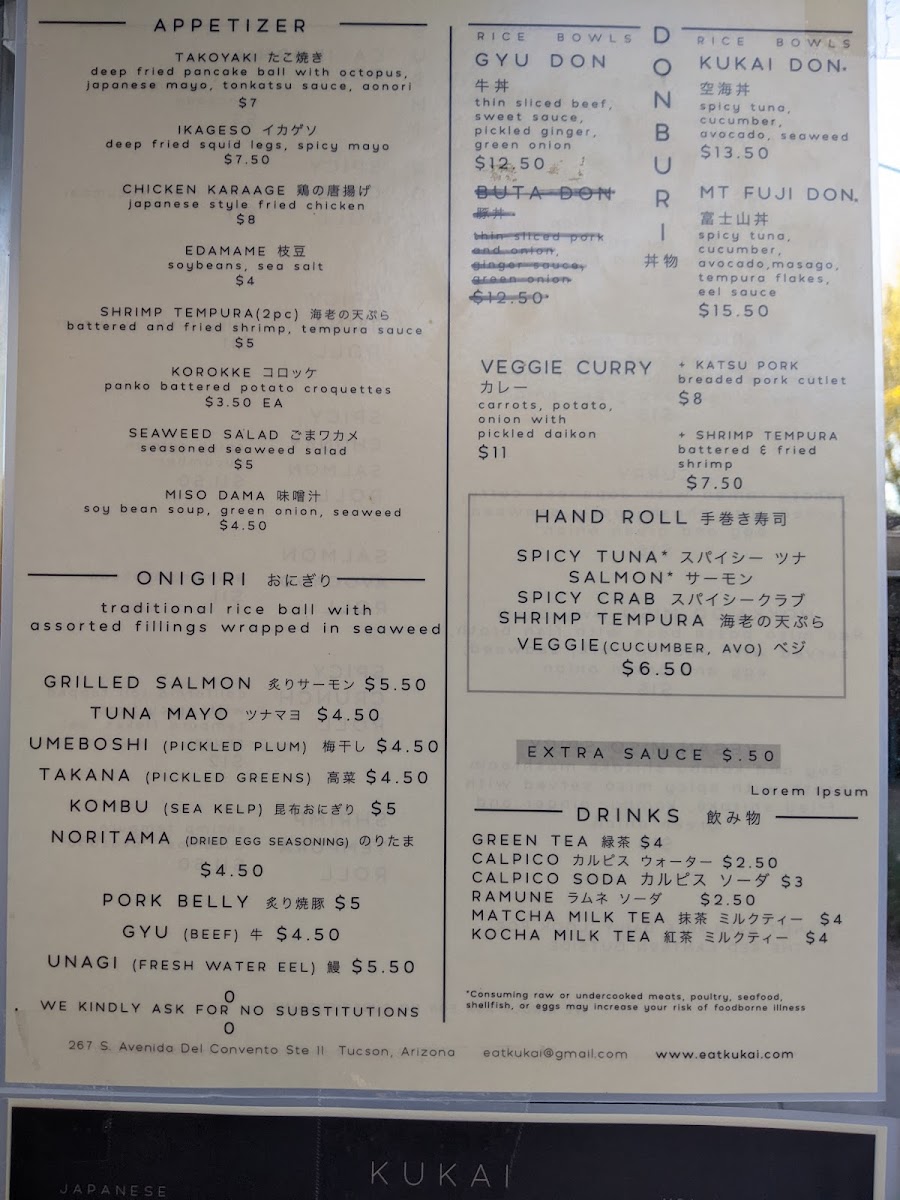 APPETIZER
TAKOYAKI たこ焼き
deep fried pancake ball with octopus,
japanese mayo, tonkatsu sauce, aonori
$7
IKAGESO イカゲソ
deep fried squid legs, spicy mayo
$7.50
CHICKEN KARAAGE 鶏の唐揚げ
japanese style fried chicken
$8
EDAMAME 枝豆
soybeans, sea salt
$4
SHRIMP TEMPURA(2pc) 海老の天ぷら
battered and fried shrimp, tempura sauce
$5
KOROKKE コロッケ
panko battered potato croquettes
$3.50 EA
SEAWEED SALAD ごまワカメ
seasoned seaweed salad
$5
MISO DAMA 味噌汁
soy bean soup, green onion, seaweed
$4.50
ONIGIRI おにぎり
traditional rice ball with
assorted fillings wrapped in seaweed
GRILLED SALMON 炙りサーモン $5.50
TUNA MAYO ツナマヨ $4.50
UMEBOSHI (PICKLED PLUM) 梅干し $4.50
TAKANA (PICKLED GREENS) 高菜 $4.50
KOMBU (SEA KELP) 昆布おにぎり $5
NORITAMA (DRIED EGG SEASONING) のりたま
$4.50
PORK BELLY 炙り焼豚 $5
GYU (BEEF) 牛 $4.50
UNAGI (FRESH WATER EEL) 鰻 $5.50
0
WE KINDLY ASK FOR NO SUBSTITUTIONS
0
DONBURI
丼物
RICE BOWLS
GYU DON
牛丼
thin sliced beef,
sweet sauce,
pickled ginger,
green onion
$12.50
BUTA DON
豚丼
thin sliced pork
and onion,
ginger sauce,
green onion
$12.50*
RICE BOWLS
KUKAI DON*
空海丼
spicy tuna,
cucumber,
avocado, seaweed
$13.50
MT FUJI DON*
富士山丼
spicy tuna,
cucumber,
avocado,masago,
tempura flakes,
eel sauce
$15.50
VEGGIE CURRY
カレー
carrots, potato,
onion with
pickled daikon
$11
+ KATSU PORK
breaded pork cutlet
$8
+ SHRIMP TEMPURA
battered & fried
shrimp
$7.50
HAND ROLL 手巻き寿司
SPICY TUNA* スパイシー ツナ
SALMON* サーモン
SPICY CRAB スパイシークラブ
SHRIMP TEMPURA 海老の天ぷら
VEGGIE(CUCUMBER, AVO) ベジ
$6.50
EXTRA SAUCE $.50
Lorem Ipsum
DRINKS 飲み物
GREEN TEA 緑茶 $4
CALPICO カルピス ウォーター $2.50
CALPICO SODA カルピス ソーダ $3
RAMUNE ラムネ ソーダ $2.50
MATCHA MILK TEA 抹茶 ミルクティー $4
KOCHA MILK TEA 紅茶 ミルクティー $4
*Consuming raw or undercooked meats, poultry, seafood,
shellfish, or eggs may increase your risk of foodborne illness
267 S. Avenida Del Convento Ste II Tucson, Arizona eatkukai@gmail.com www.eatkukai.com
KUKAI
JAPANESE